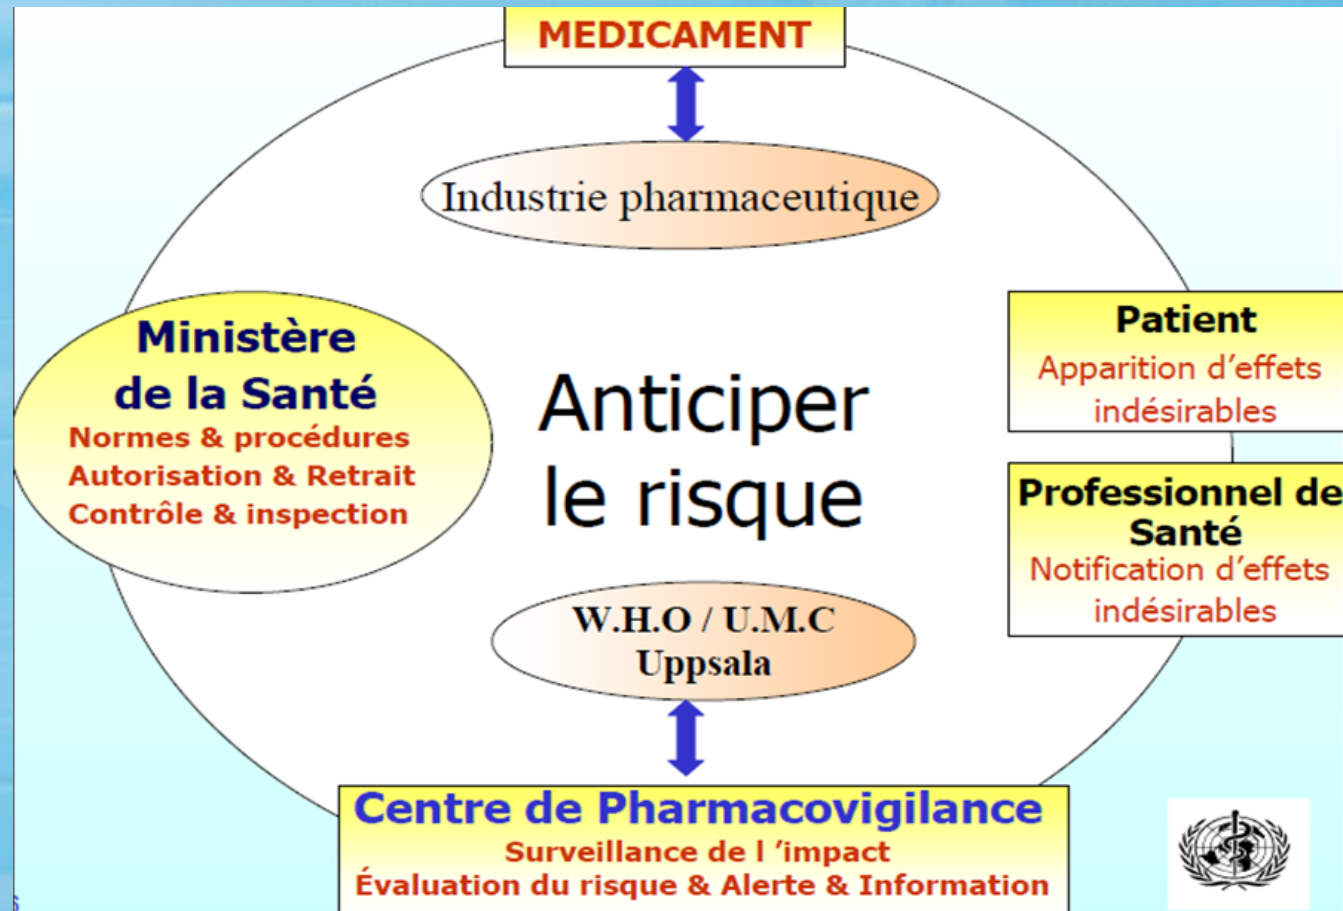 MEDICAMENT
Industrie pharmaceutique
Ministère
de la Santé
Normes & procédures
Autorisation & Retrait
Contrôle & inspection
Anticiper
le risque
Patient
Apparition d’effets
indésirables
Professionnel de
Santé
Notification d’effets
indésirables
W.H.O / U.M.C
Uppsala
Centre de Pharmacovigilance
Surveillance de l ’impact
Évaluation du risque & Alerte & Information